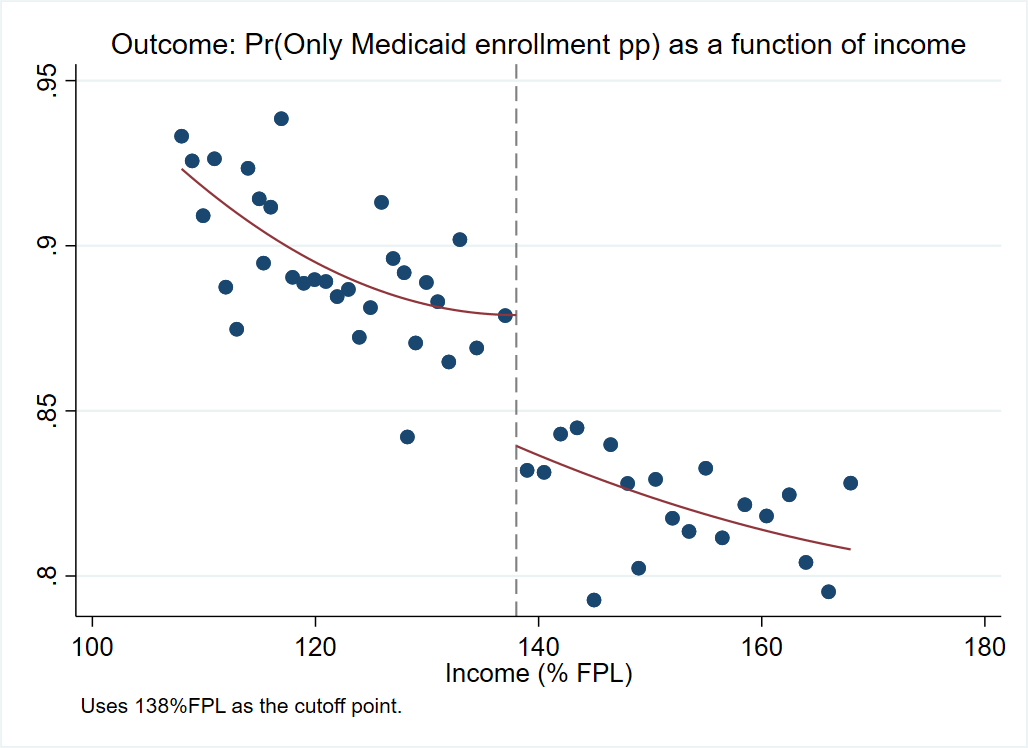 Outcome: Pr(Only Medicaid enrollment pp) as a function of income
.95
.9
.85
.8
100 120 140 160 180
Income (% FPL)
Uses 138%FPL as the cutoff point.